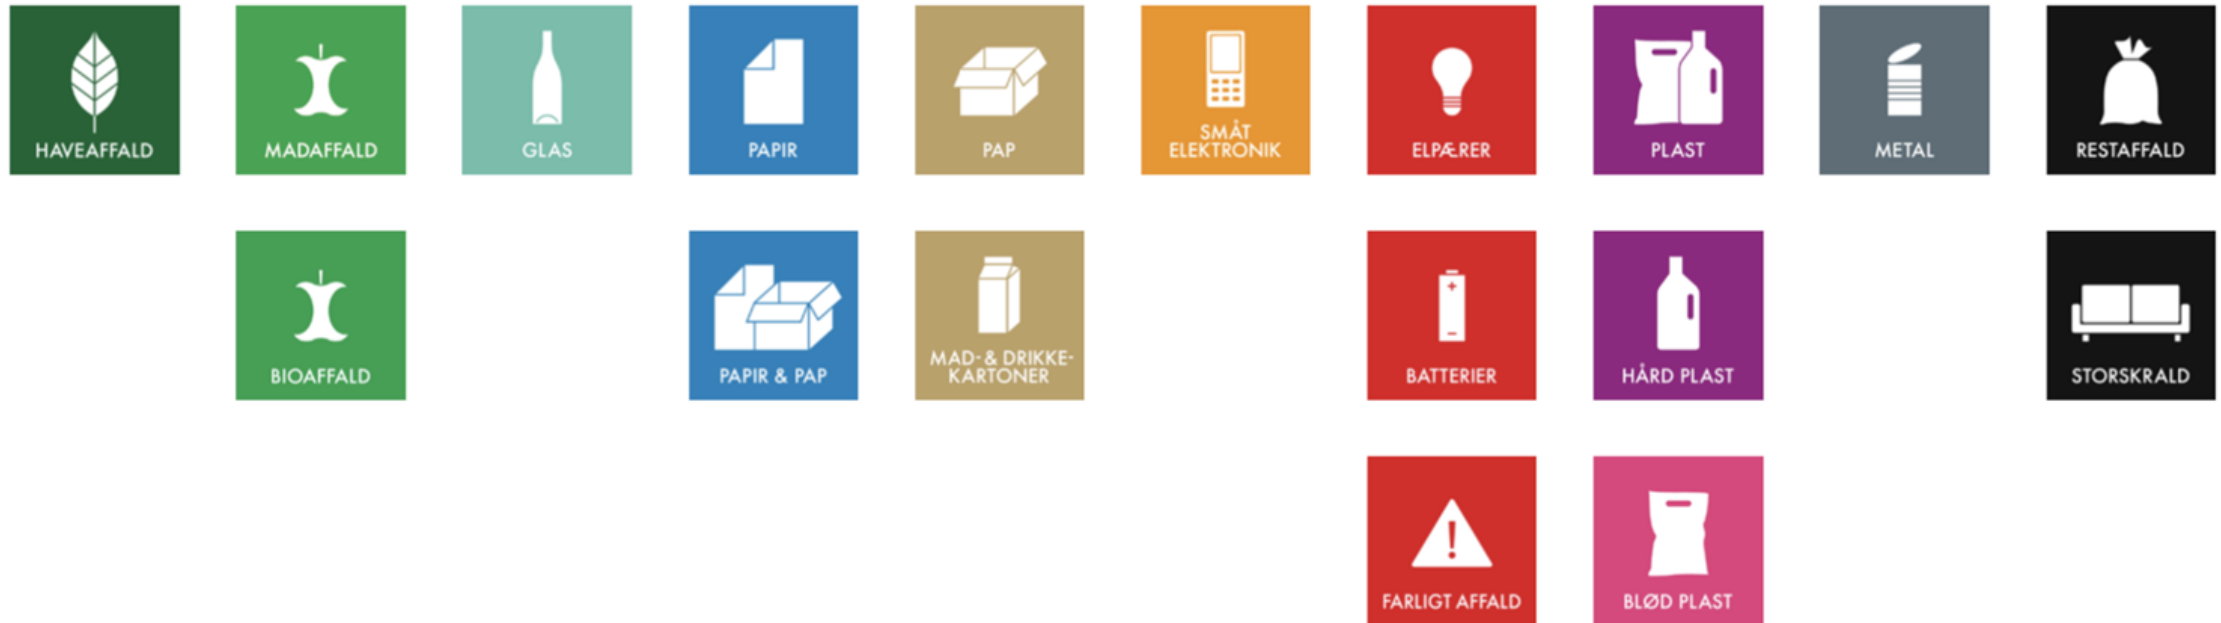 HAVEAFFALD
MADAFFALD
GLAS
PAPIR
PAP
SMÅT
ELEKTRONIK
ELPÆRER
PLAST
METAL
RESTAFFALD
BIOAFFALD
PAPIR & PAP
MAD- & DRIKKE-
KARTONER
BATTERIER
HÅRD PLAST
STORSKRALD
FARLIGT AFFALD
BLØD PLAST